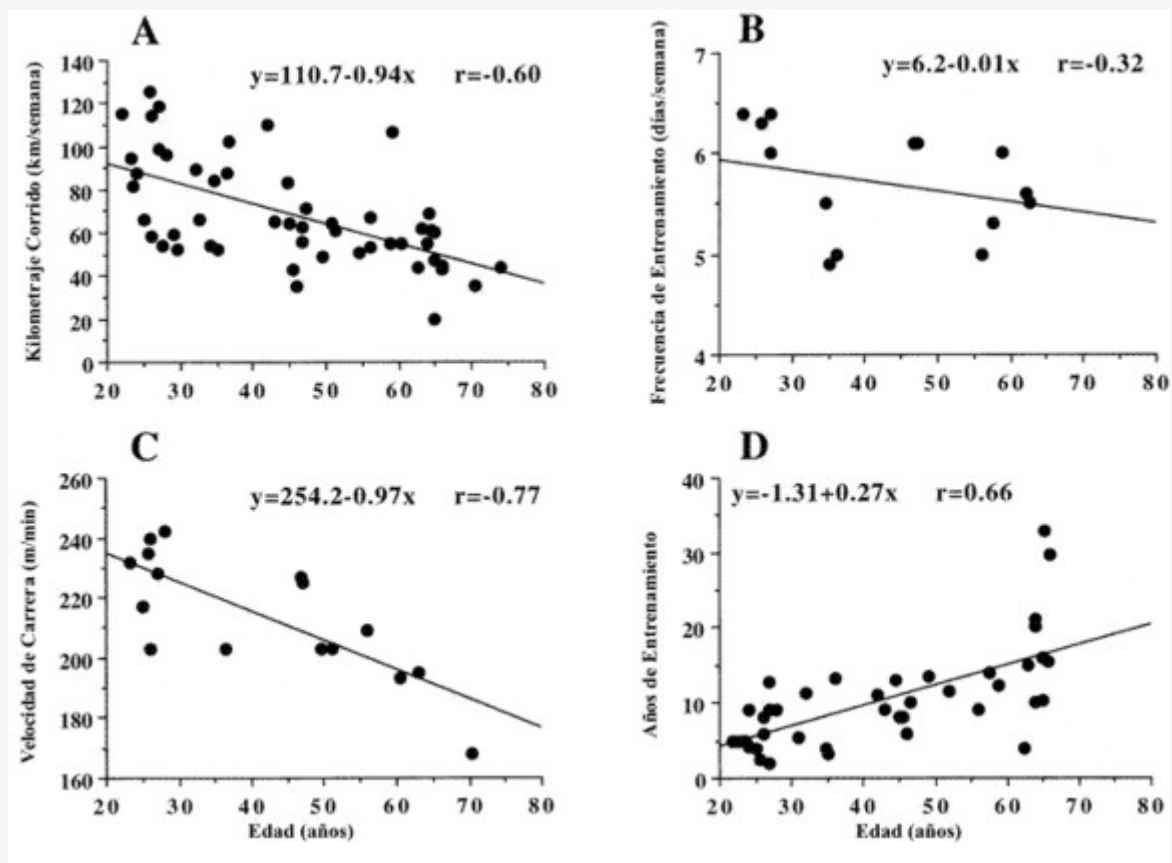 A
y=110.7-0.94x r=-0.60
Kilometraje Corrido (km/semana)
140
120
100
80
60
40
20
0
20 30 40 50 60 70 80
B
y=6.2-0.01x r=-0.32
Frecuencia de Entrenamiento (días/semana)
7
6
5
4
20 30 40 50 60 70 80
C
y=254.2-0.97x r=-0.77
Velocidad de Carrera (m/min)
260
240
220
200
180
160
20 30 40 50 60 70 80
Edad (años)
D
y=-1.31+0.27x r=0.66
Años de Entrenamiento
40
30
20
10
0
20 30 40 50 60 70 80
Edad (años)